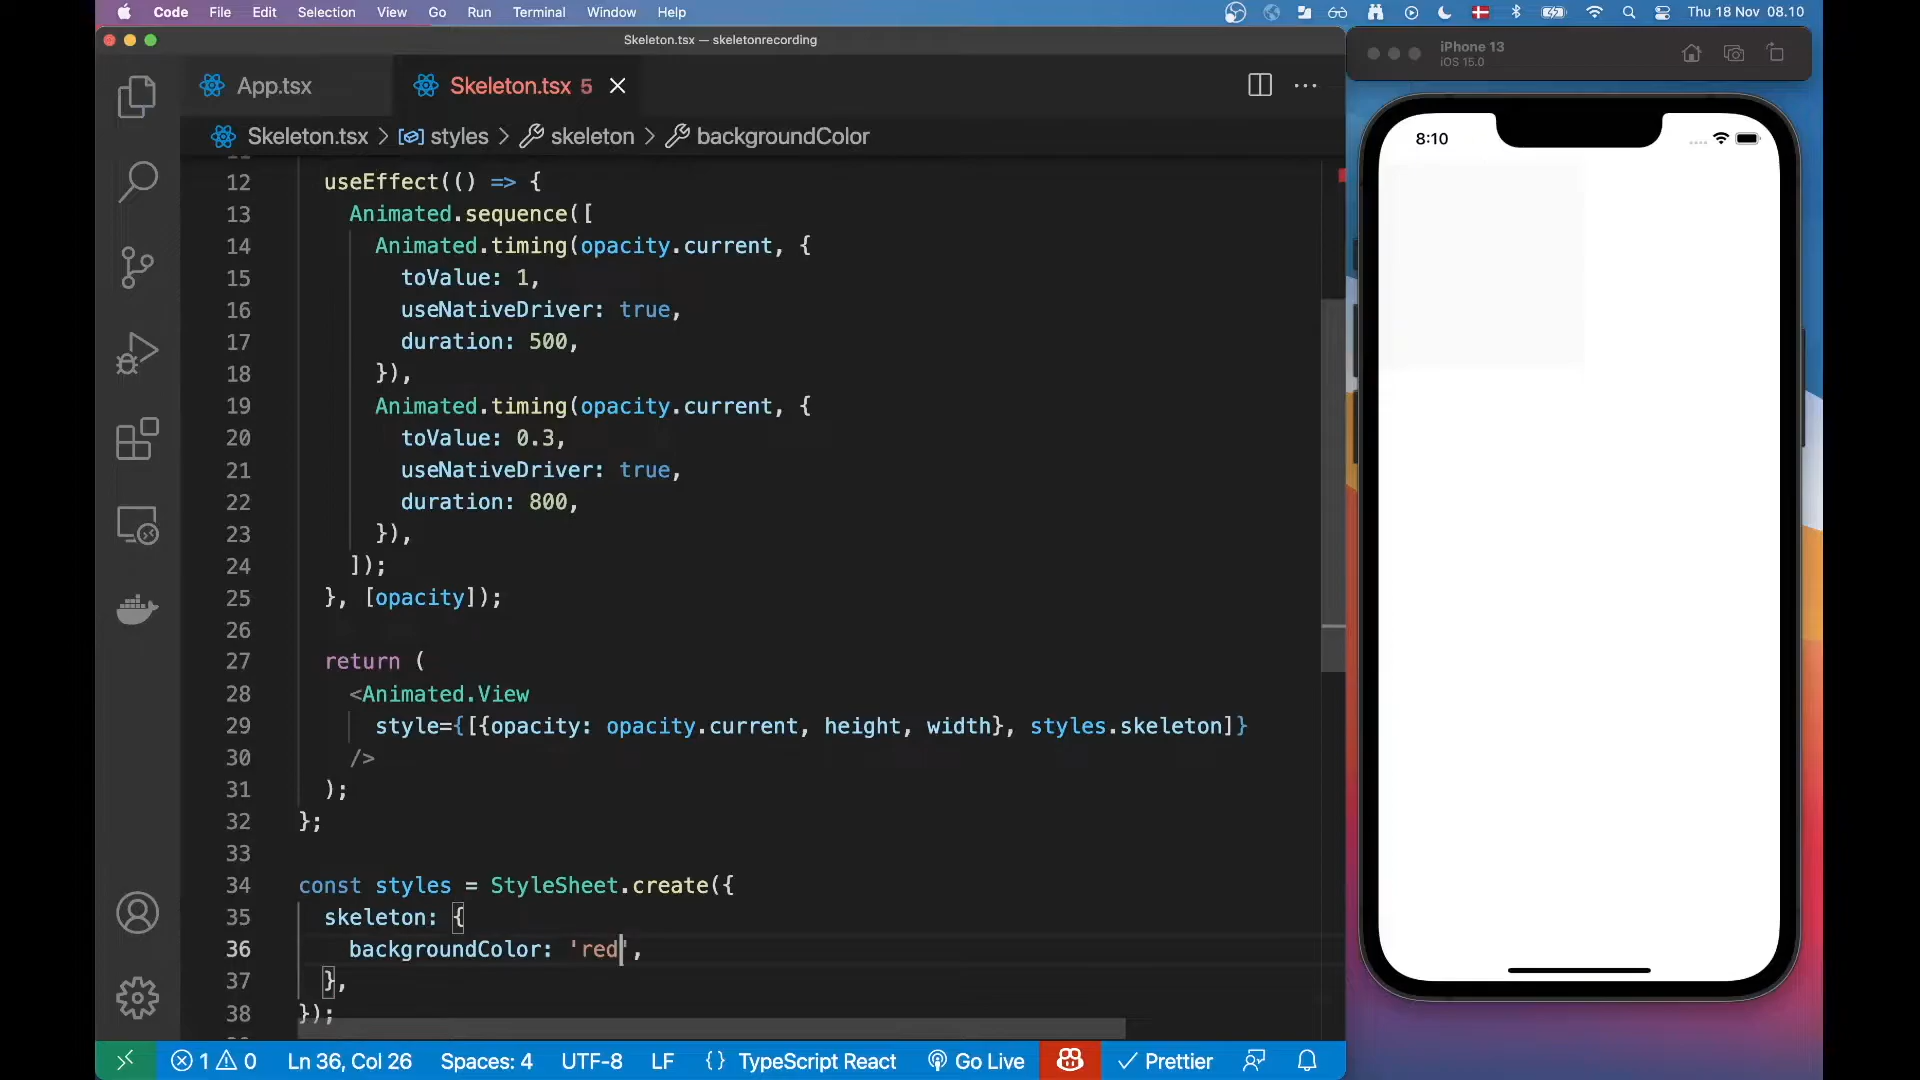 Code File Edit Selection View Go Run Terminal Window Help Thu 18 Nov 08.10
Skeleton.tsx — skeletonrecording
App.tsx Skeleton.tsx 5
Skeleton.tsx > styles > skeleton > backgroundColor
12 useEffect(() => {
13 Animated.sequence([
14 Animated.timing(opacity.current, {
15 toValue: 1,
16 useNativeDriver: true,
17 duration: 500,
18 }),
19 Animated.timing(opacity.current, {
20 toValue: 0.3,
21 useNativeDriver: true,
22 duration: 800,
23 }),
24 ]);
25 }, [opacity]);
26
27 return (
28 <Animated.View
29 style={[{opacity: opacity.current, height, width}, styles.skeleton]}
30 />
31 );
32 };
33
34 const styles = StyleSheet.create({
35 skeleton: {
36 backgroundColor: 'red',
37 },
38 });
1 0 Ln 36, Col 26 Spaces: 4 UTF-8 LF {} TypeScript React Go Live Prettier
iPhone 13
iOS 15.0
8:10